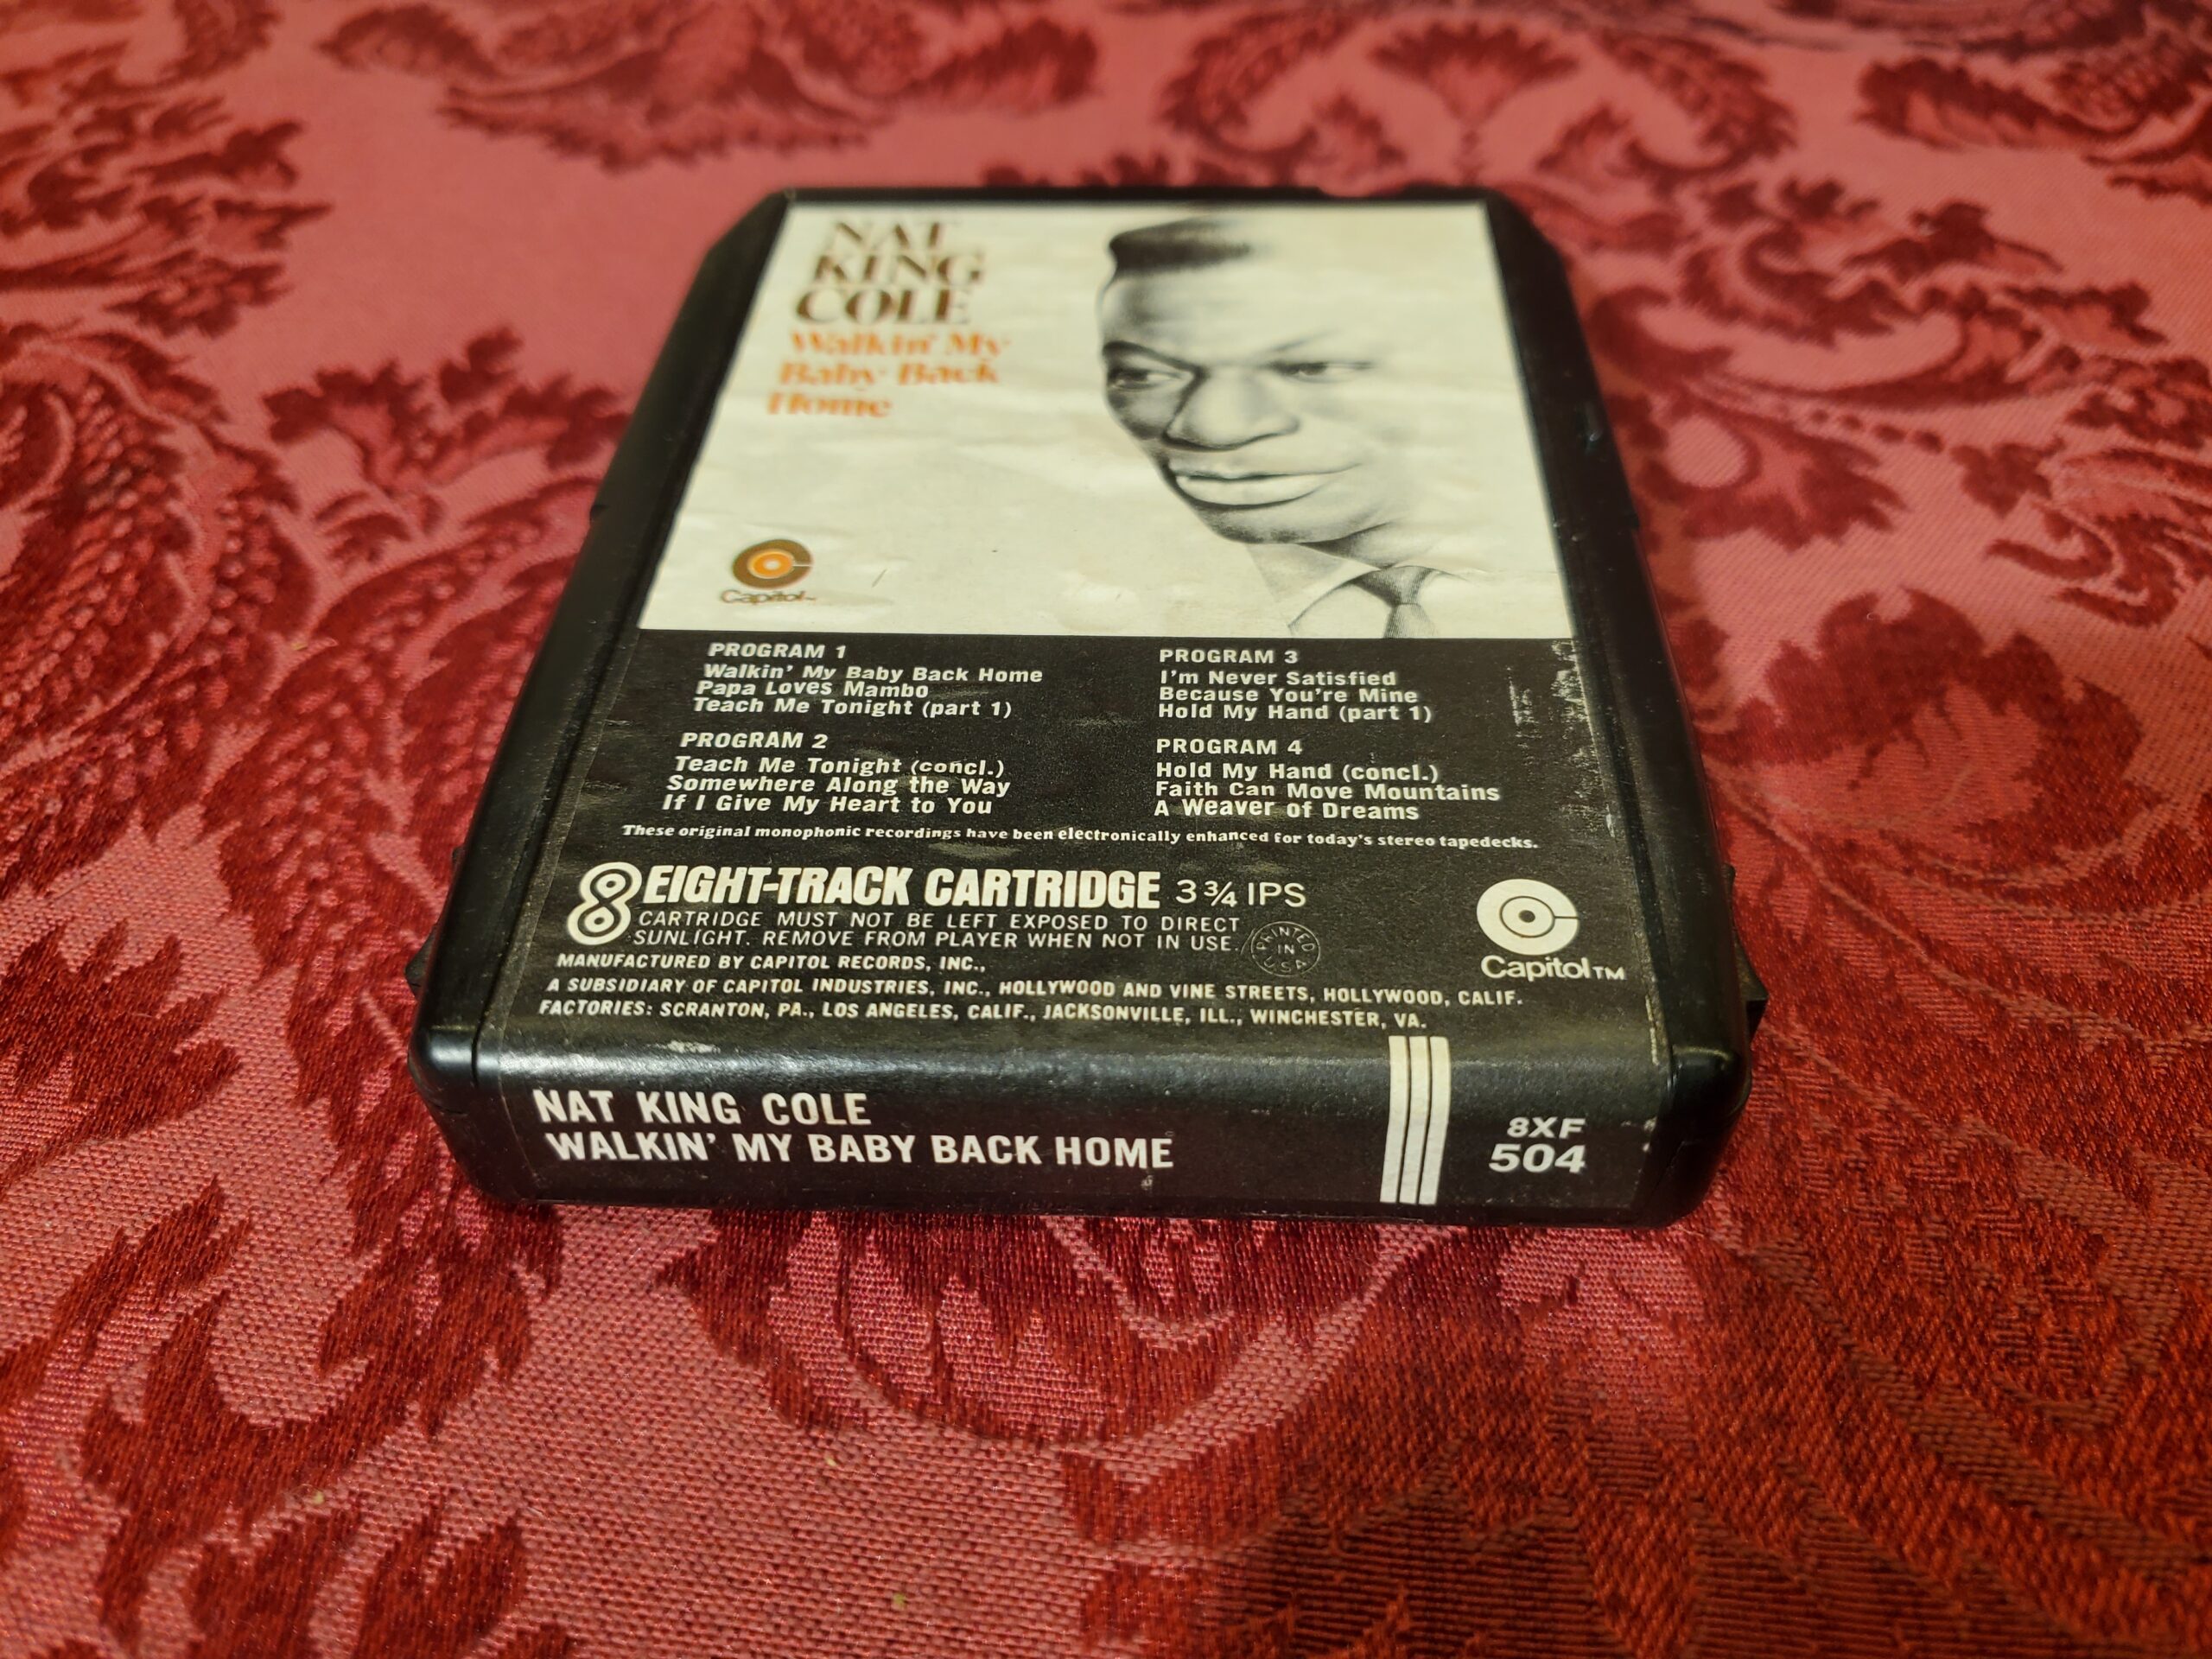 NAT
KING
COLE
Walkin' My
Baby Back
Home
Capitol™
PROGRAM 1
Walkin' My Baby Back Home
Papa Loves Mambo
Teach Me Tonight (part 1)
PROGRAM 2
Teach Me Tonight (concl.)
Somewhere Along the Way
If I Give My Heart to You
PROGRAM 3
I'm Never Satisfied
Because You're Mine
Hold My Hand (part 1)
PROGRAM 4
Hold My Hand (concl.)
Faith Can Move Mountains
A Weaver of Dreams
These original monophonic recordings have been electronically enhanced for today's stereo tapedecks.
8 EIGHT-TRACK CARTRIDGE 3 ¾ IPS
CARTRIDGE MUST NOT BE LEFT EXPOSED TO DIRECT
SUNLIGHT. REMOVE FROM PLAYER WHEN NOT IN USE.
PRINTED
IN
U.S.A.
MANUFACTURED BY CAPITOL RECORDS, INC.,
A SUBSIDIARY OF CAPITOL INDUSTRIES, INC., HOLLYWOOD AND VINE STREETS, HOLLYWOOD, CALIF.
FACTORIES: SCRANTON, PA., LOS ANGELES, CALIF., JACKSONVILLE, ILL., WINCHESTER, VA.
Capitol™
NAT KING COLE
WALKIN' MY BABY BACK HOME
8XF
504